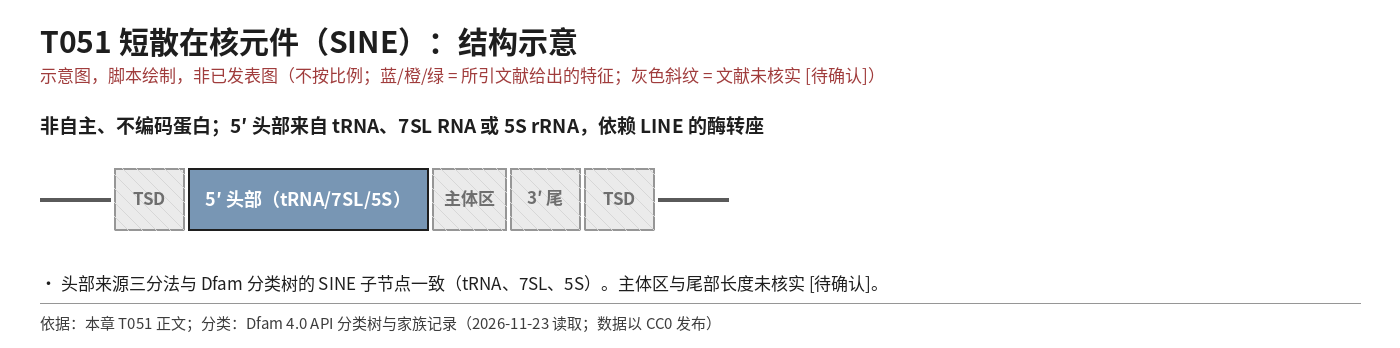 T051 短散在核元件（SINE）：结构示意
示意图，脚本绘制，非已发表图（不按比例；蓝/橙/绿 = 所引文献给出的特征；灰色斜纹 = 文献未核实 [待确认]）
非自主、不编码蛋白；5′ 头部来自 tRNA、7SL RNA 或 5S rRNA，依赖 LINE 的酶转座
TSD
5′ 头部（tRNA/7SL/5S）
主体区
3′ 尾
TSD
· 头部来源三分法与 Dfam 分类树的 SINE 子节点一致（tRNA、7SL、5S）。主体区与尾部长度未核实 [待确认]。
依据：本章 T051 正文；分类：Dfam 4.0 API 分类树与家族记录（2026-11-23 读取；数据以 CC0 发布）